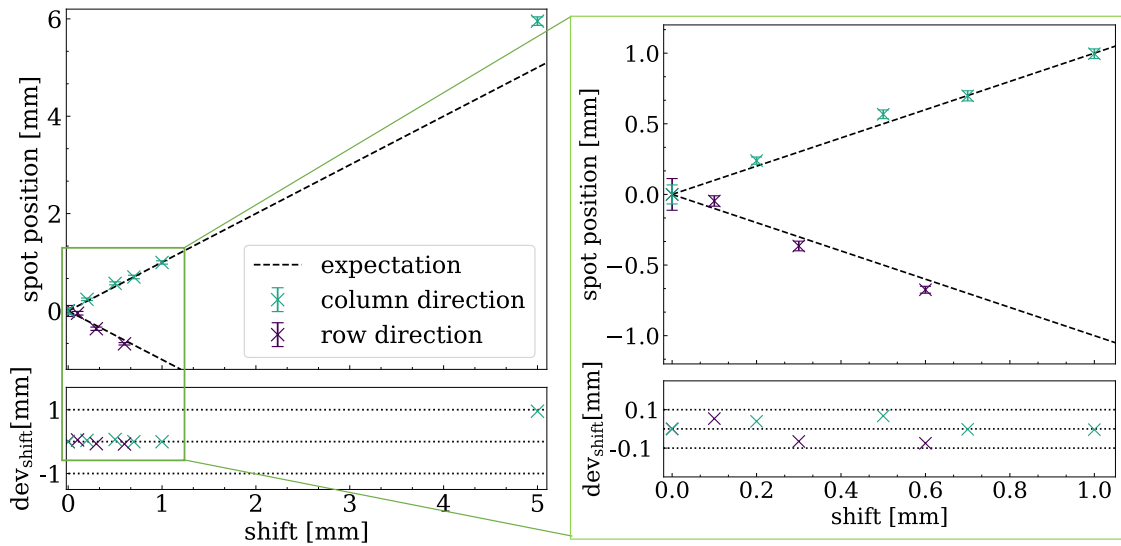 6
4
2
0
spot position [mm]
expectation
column direction
row direction
1
-1
dev_shift[mm]
0
1
2
3
4
5
shift [mm]
1.0
0.5
0.0
−0.5
−1.0
spot position [mm]
0.1
-0.1
dev_shift[mm]
0.0
0.2
0.4
0.6
0.8
1.0
shift [mm]